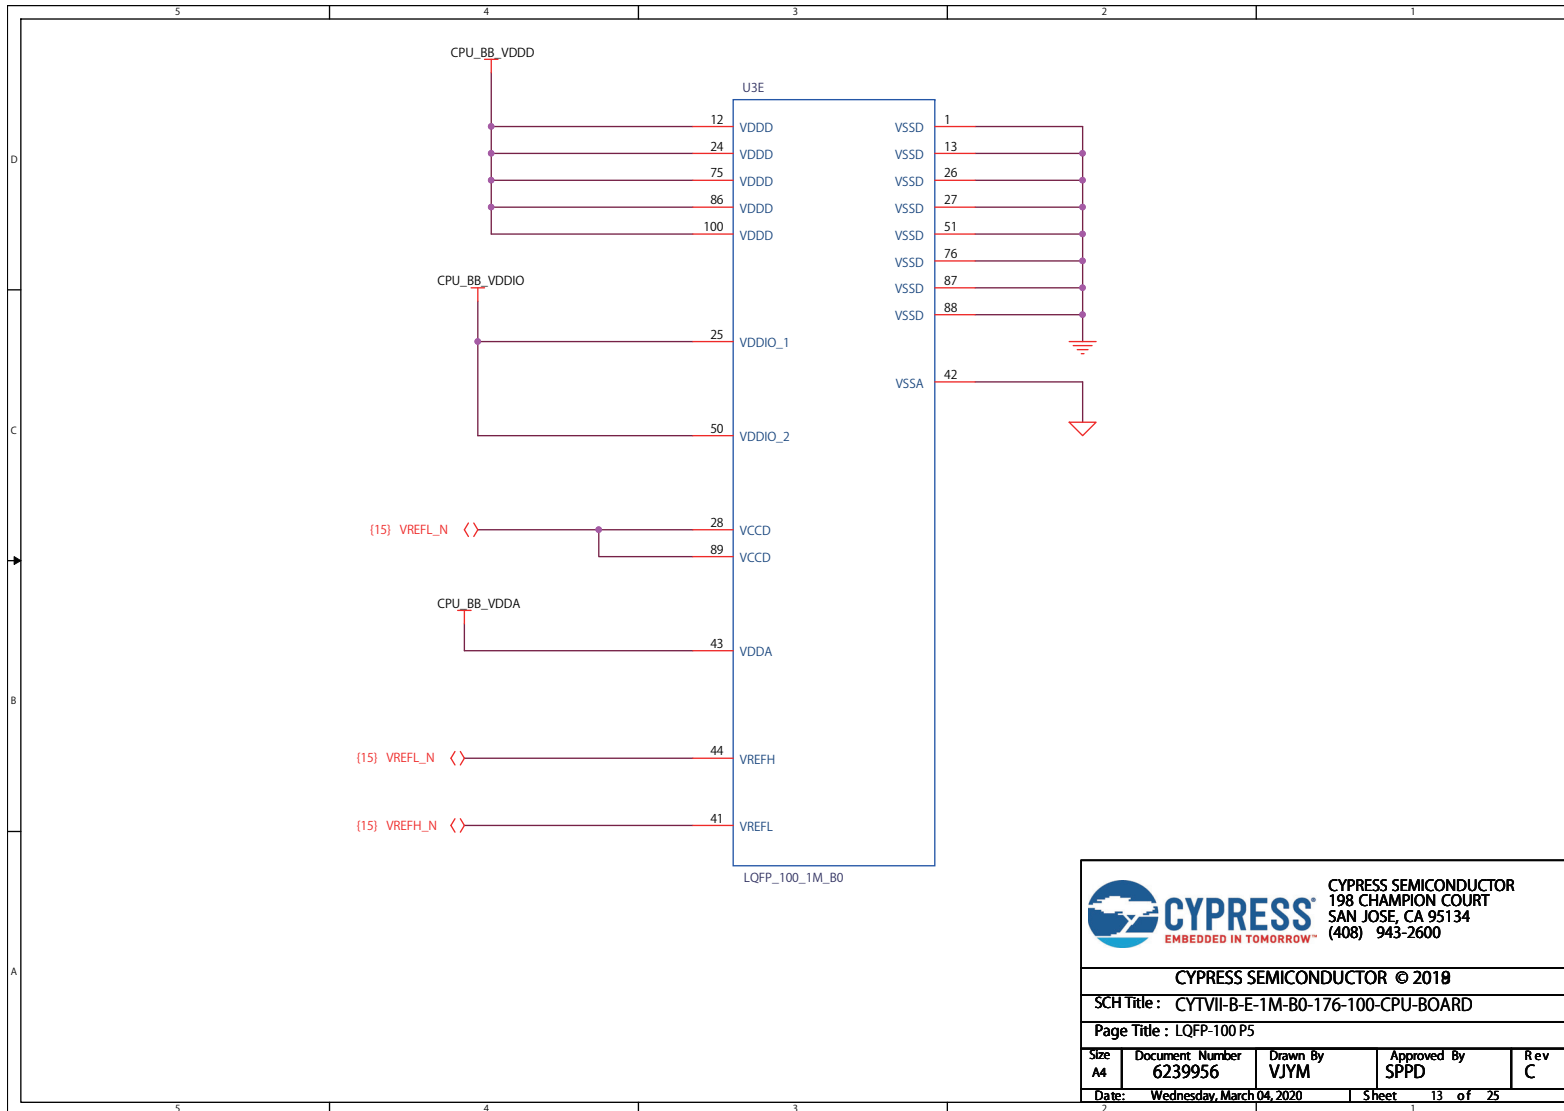 5 4 3 2 1
CPU_BB_VDDD
U3E
12 VDDD VSSD 1
24 VDDD VSSD 13
75 VDDD VSSD 26
86 VDDD VSSD 27
100 VDDD VSSD 51
VSSD 76
CPU_BB_VDDIO VSSD 87
VSSD 88
25 VDDIO_1
VSSA 42
50 VDDIO_2
{15} VREFL_N 28 VCCD
89 VCCD
CPU_BB_VDDA
43 VDDA
{15} VREFL_N 44 VREFH
{15} VREFH_N 41 VREFL
LQFP_100_1M_B0
D
C
B
A
CYPRESS
EMBEDDED IN TOMORROW™
CYPRESS SEMICONDUCTOR
198 CHAMPION COURT
SAN JOSE, CA 95134
(408) 943-2600
CYPRESS SEMICONDUCTOR ©
SCH Title : CYTVII-B-E-1M-B0-176-100-CPU-BOARD
Page Title : LQFP-100 P5
Size Document Number Drawn By Approved By Rev
A4 6239956 VJYM SPPD C
Date: Wednesday, March 04, 2020 Sheet 13 of 25
5 4 3 2 1